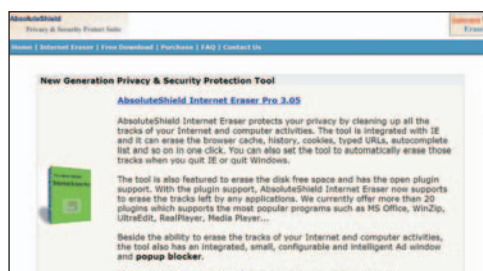 AbsoluteShield
Privacy & Security Protect Suite
Eras
Home | Internet Eraser | Free Download | Purchase | FAQ | Contact Us
New Generation Privacy & Security Protection Tool
AbsoluteShield Internet Eraser Pro 3.05
AbsoluteShield Internet Eraser protects your privacy by cleaning up all the
tracks of your Internet and computer activities. The tool is integrated with IE
and it can erase the browser cache, history, cookies, typed URLs, autocomplete
list and so on in one click. You can also set the tool to automatically erase those
tracks when you quit IE or quit Windows.
The tool is also featured to erase the disk free space and has the open plugin
support. With the plugin support, AbsoluteShield Internet Eraser now supports
to erase the tracks left by any applications. We currently offer more than 20
plugins which supports the most popular programs such as MS Office, WinZip,
UltraEdit, RealPlayer, Media Player...
Beside the ability to erase the tracks of your Internet and computer activities,
the tool also has an integrated, small, configurable and intelligent Ad window
and popup blocker.